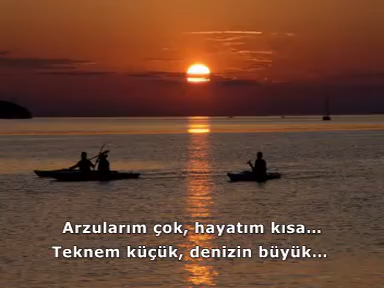 Arzularım çok, hayatım kısa...
Teknem küçük, denizin büyük...